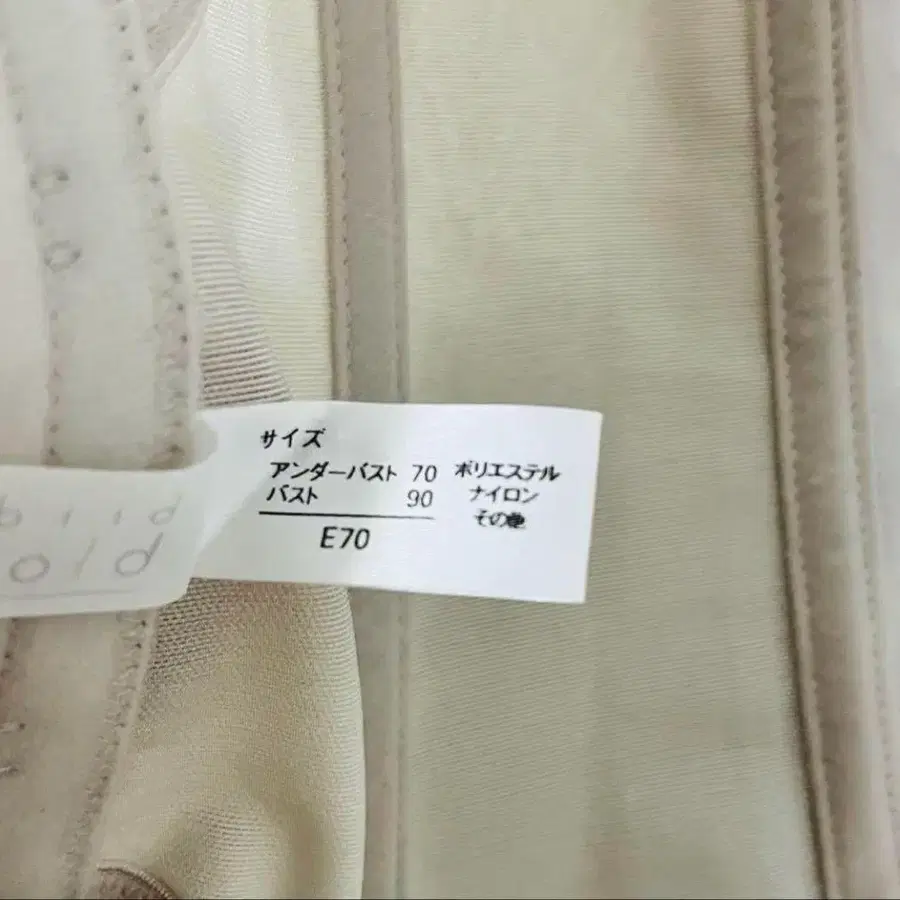 サイズ
アンダーバスト 70
バスト 90
E70
ポリエステル
ナイロン
その他